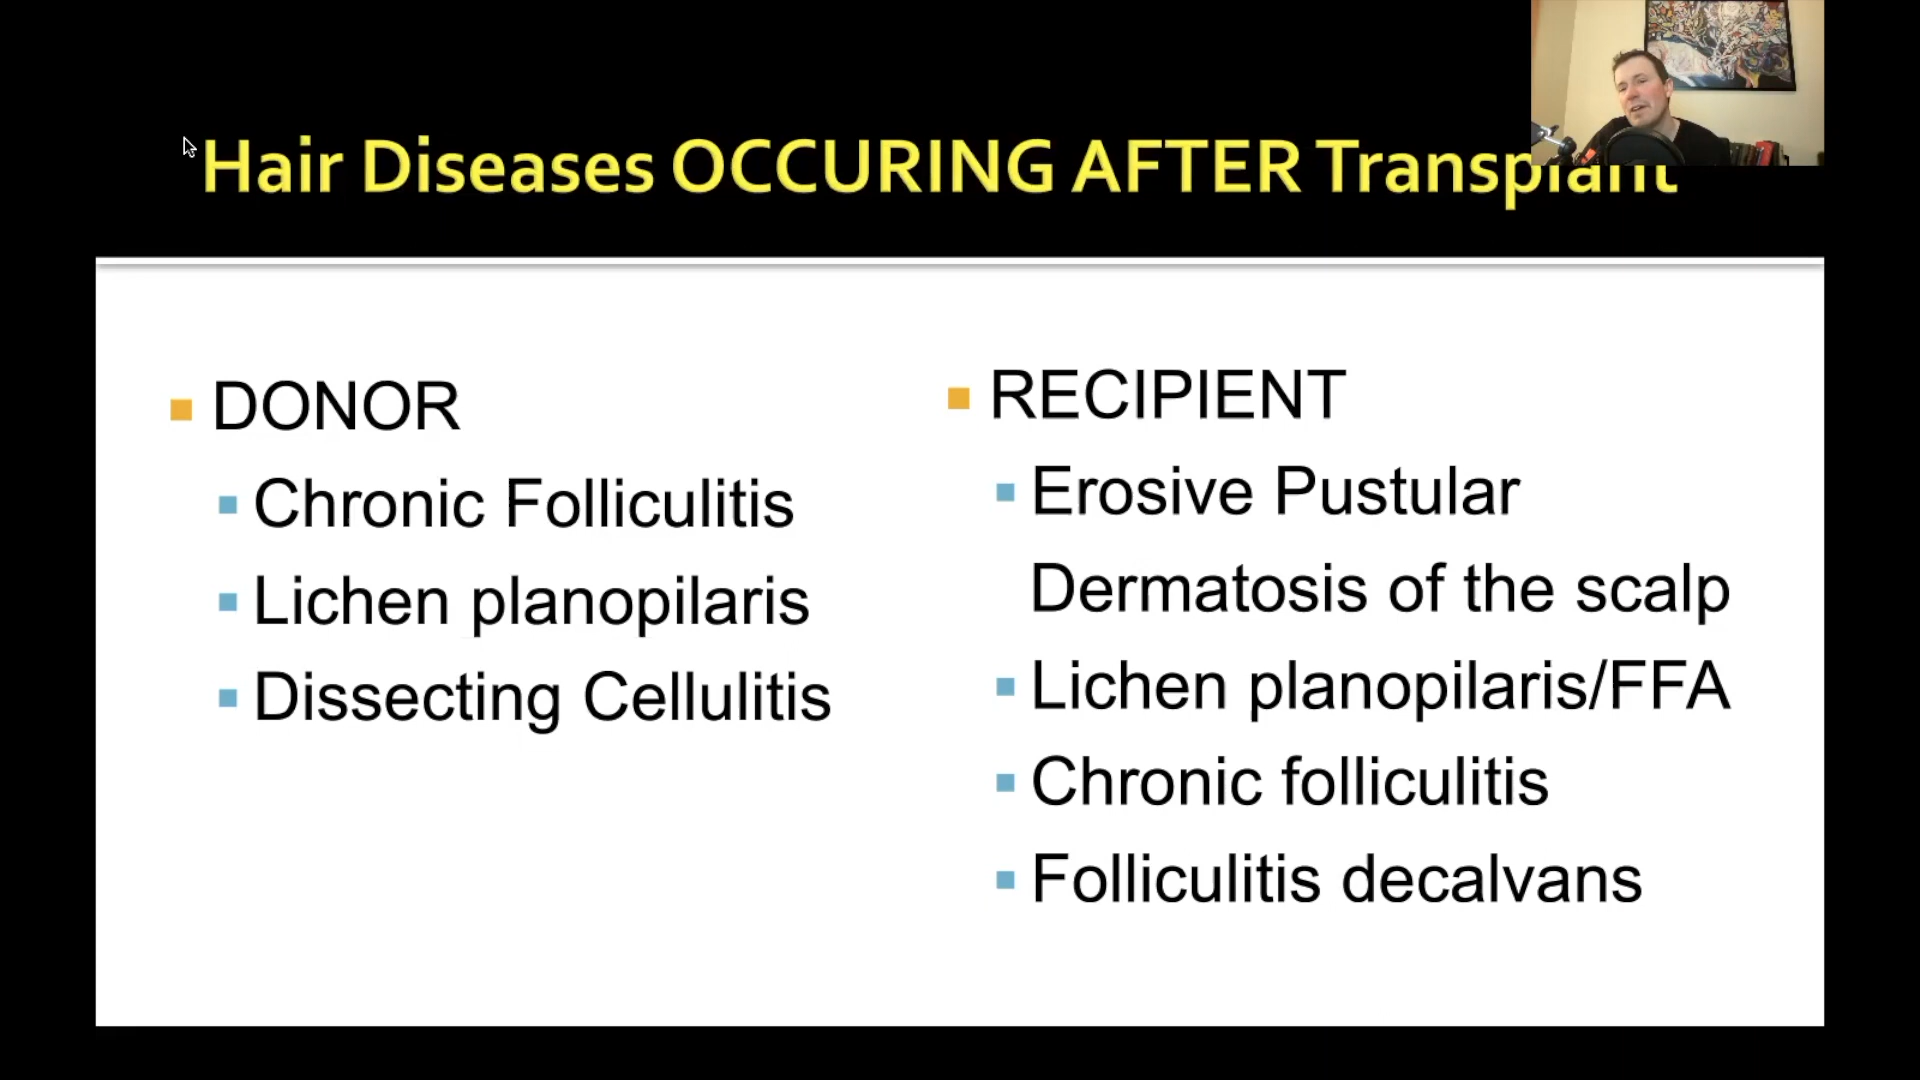 Hair Diseases OCCURING AFTER Transplant
DONOR
Chronic Folliculitis
Lichen planopilaris
Dissecting Cellulitis
RECIPIENT
Erosive Pustular
Dermatosis of the scalp
Lichen planopilaris/FFA
Chronic folliculitis
Folliculitis decalvans